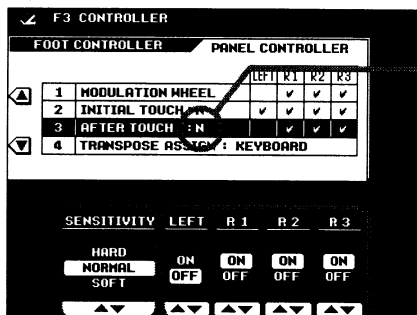 F3 CONTROLLER
FOOT CONTROLLER PANEL CONTROLLER
LEFT R1 R2 R3
1 MODULATION WHEEL ✔ ✔ ✔
2 INITIAL TOUCH : N ✔ ✔ ✔ ✔
3 AFTER TOUCH : N ✔ ✔ ✔
4 TRANSPOSE ASSIGN : KEYBOARD
SENSITIVITY LEFT R 1 R 2 R 3
HARD
NORMAL
SOFT
ON
OFF
ON
OFF
ON
OFF
ON
OFF